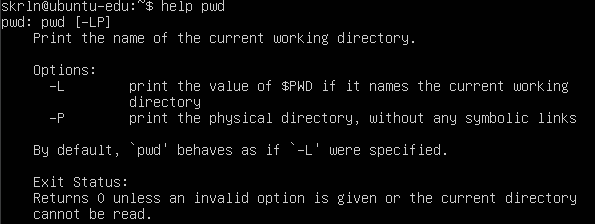 skrln@ubuntu-edu:~$ help pwd
pwd: pwd [-LP]
    Print the name of the current working directory.

    Options:
      -L        print the value of $PWD if it names the current working
                directory
      -P        print the physical directory, without any symbolic links

    By default, `pwd' behaves as if `-L' were specified.

    Exit Status:
    Returns 0 unless an invalid option is given or the current directory
    cannot be read.